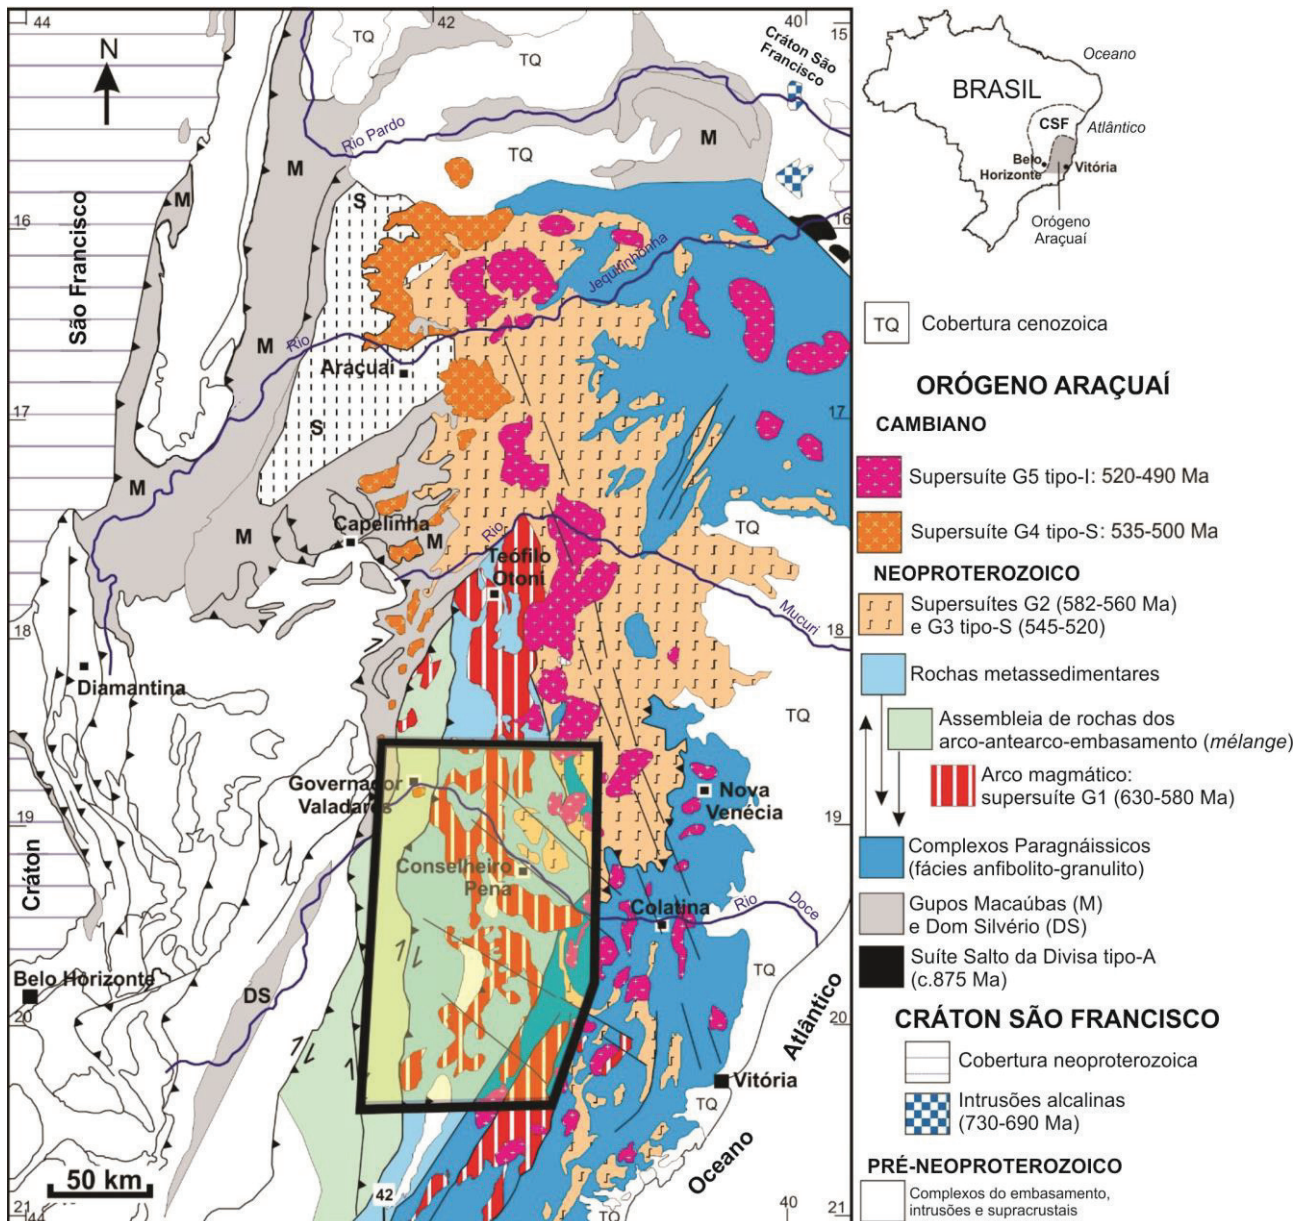 44
42
40
15
N
TQ
TQ
Cráton São
Francisco
Rio Pardo
TQ
M
M
M
S
16
16
São Francisco
Jequitinhonha
Rio
M
Araçuaí
17
17
S
M
M
Capelinha
M
Rio
Teófilo
Otoni
TQ
Mucuri
18
18
Diamantina
TQ
Governador
Valadares
Nova
Venécia
19
19
Cráton
Conselheiro
Pena
Colatina
Rio
Doce
Belo Horizonte
DS
TQ
20
20
Atlântico
Vitória
TQ
Oceano
50 km
21
44
42
TQ
40
21
BRASIL
Oceano
CSF
Atlântico
Belo
Horizonte
Vitória
Orógeno
Araçuaí
TQ Cobertura cenozoica
ORÓGENO ARAÇUAÍ
CAMBIANO
Supersuíte G5 tipo-I: 520-490 Ma
Supersuíte G4 tipo-S: 535-500 Ma
NEOPROTEROZOICO
Supersuítes G2 (582-560 Ma)
e G3 tipo-S (545-520)
Rochas metassedimentares
Assembleia de rochas dos
arco-antearco-embasamento (mélange)
Arco magmático:
supersuíte G1 (630-580 Ma)
Complexos Paragnáissicos
(fácies anfibolito-granulito)
Gupos Macaúbas (M)
e Dom Silvério (DS)
Suíte Salto da Divisa tipo-A
(c.875 Ma)
CRÁTON SÃO FRANCISCO
Cobertura neoproterozoica
Intrusões alcalinas
(730-690 Ma)
PRÉ-NEOPROTEROZOICO
Complexos do embasamento,
intrusões e supracrustais